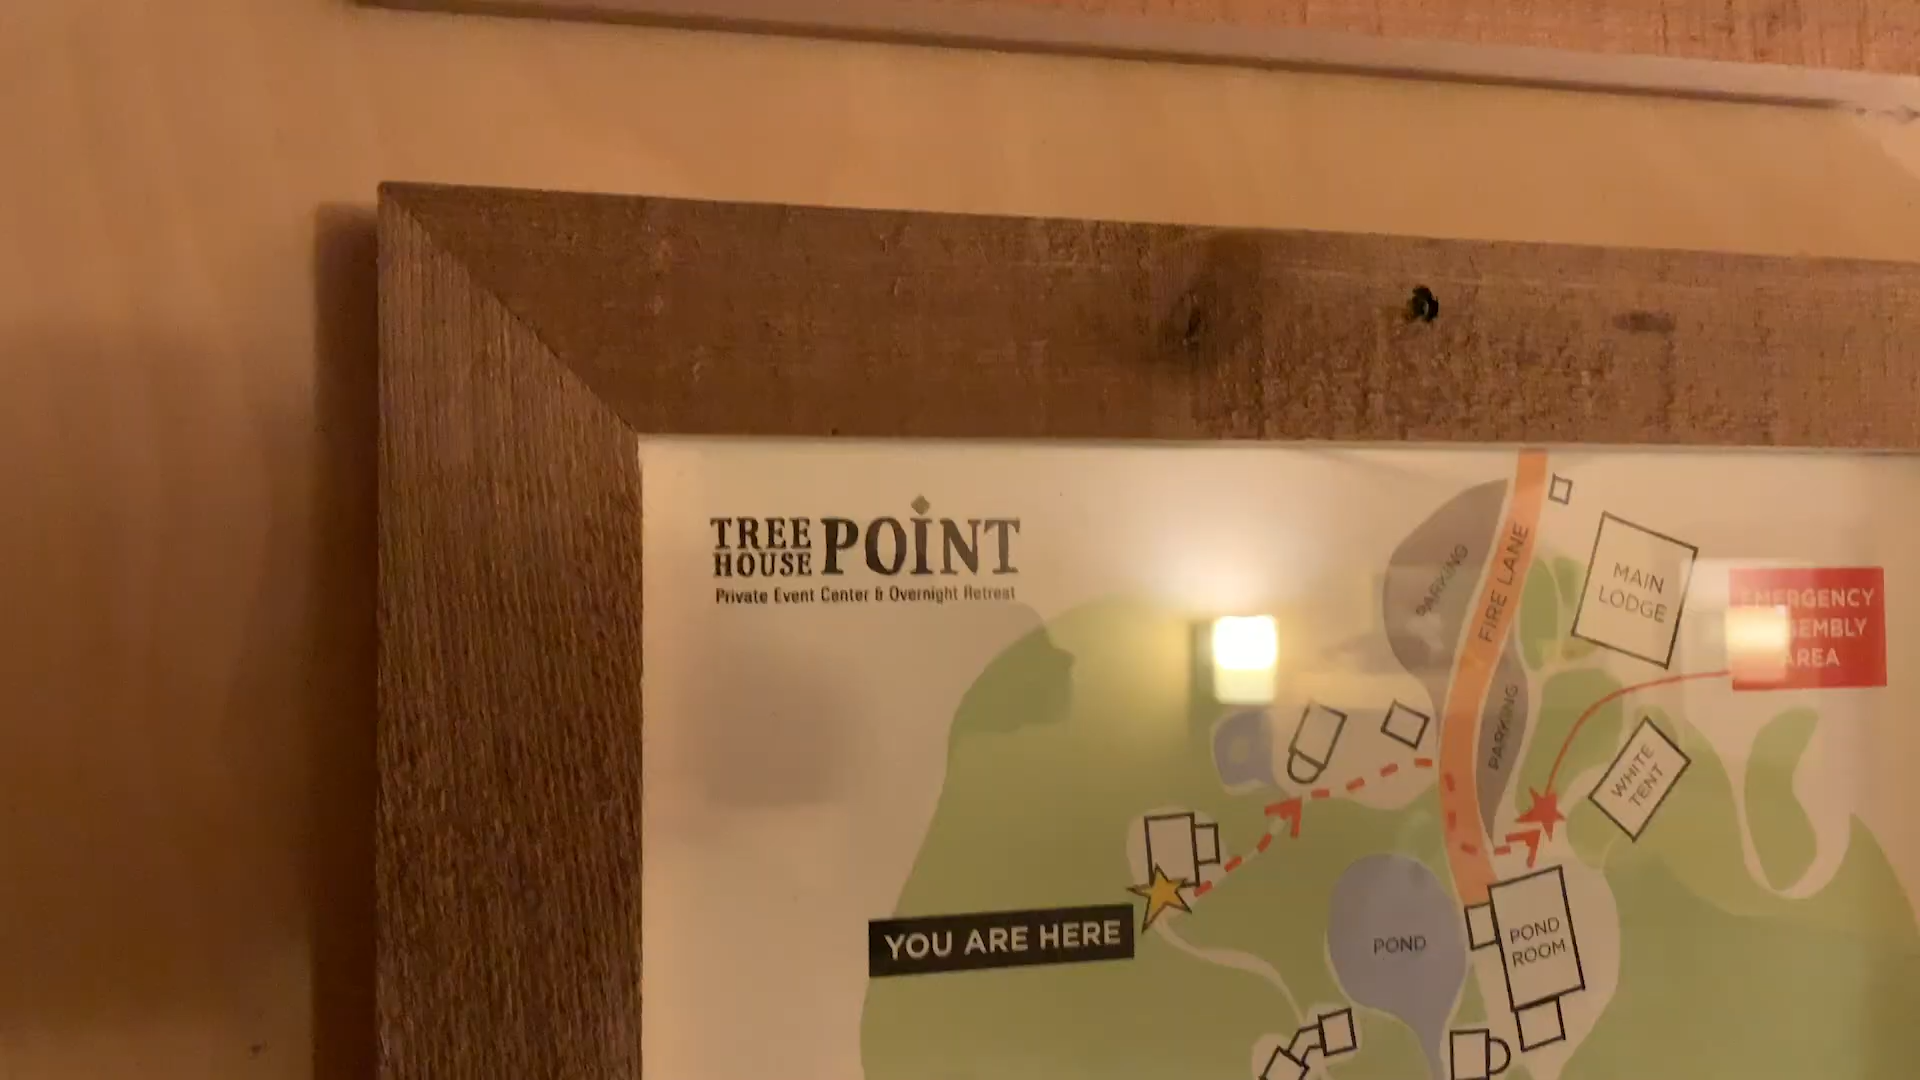 TREE
HOUSE
POINT
Private Event Center & Overnight Retreat
PARKING
FIRE LANE
MAIN
LODGE
EMERGENCY
AREA
PARKING
WHITE
TENT
YOU ARE HERE
POND
POND
ROOM